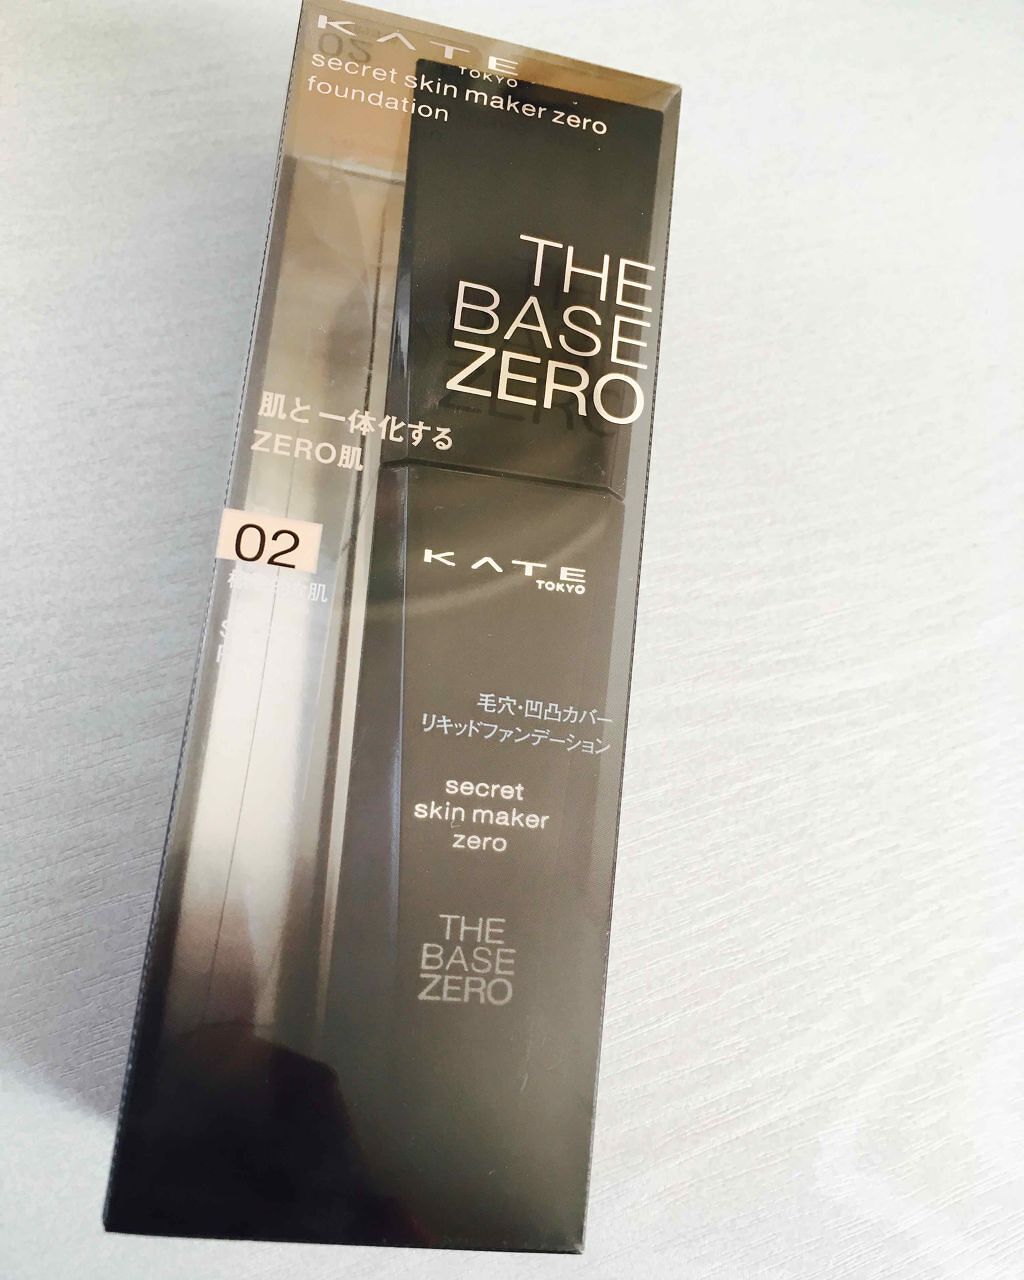 KATE
TOKYO
02
secret skin maker zero
foundation
THE
BASE
ZERO
肌と一体化する
ZERO肌
02
KATE
TOKYO
毛穴・凹凸カバー
リキッドファンデーション
secret
skin maker
zero
THE
BASE
ZERO